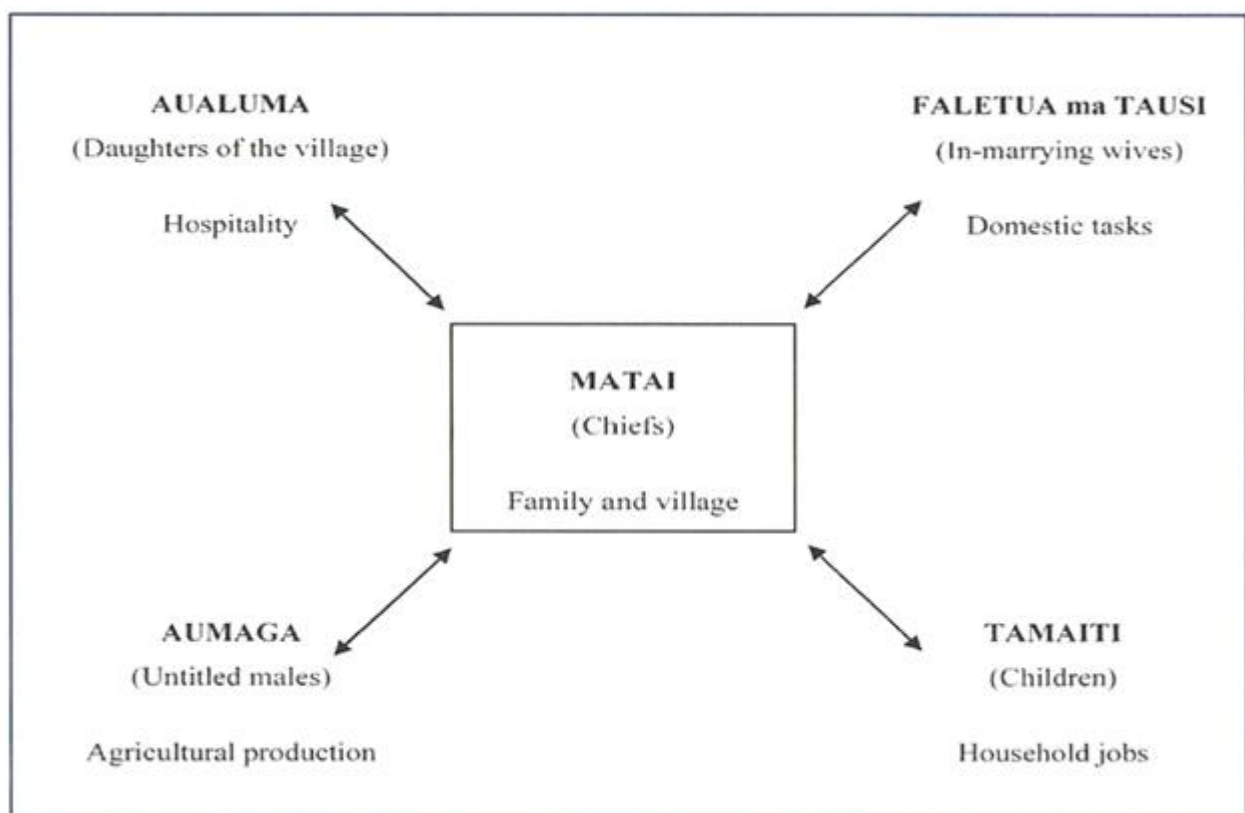 AUALUMA
(Daughters of the village)
Hospitality
FALETUA ma TAUSI
(In-marrying wives)
Domestic tasks
MATAI
(Chiefs)
Family and village
AUMAGA
(Untitled males)
Agricultural production
TAMAITI
(Children)
Household jobs